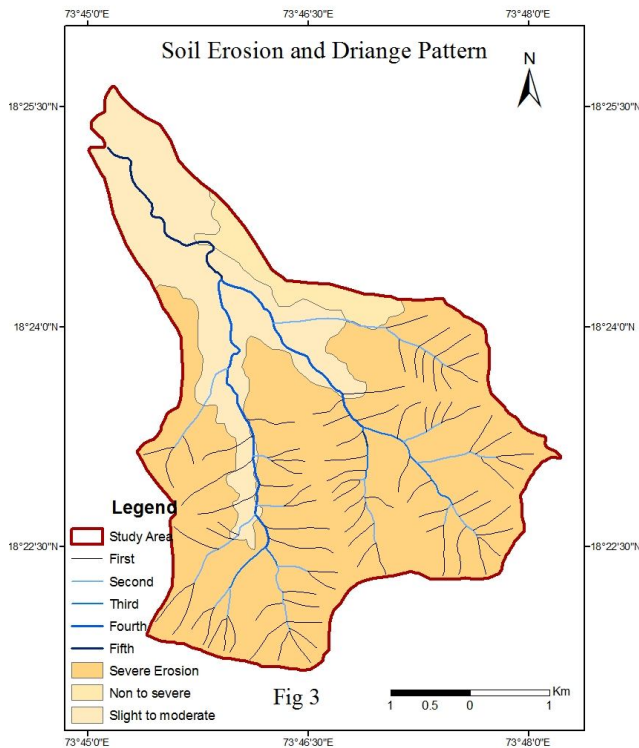 73°45'0"E
73°46'30"E
73°48'0"E
Soil Erosion and Driange Pattern
N
18°25'30"N
18°25'30"N
18°24'0"N
18°24'0"N
18°22'30"N
18°22'30"N
Legend
Study Area
First
Second
Third
Fourth
Fifth
Severe Erosion
Non to severe
Slight to moderate
Fig 3
Km
1 0.5 0 1
73°45'0"E
73°46'30"E
73°48'0"E